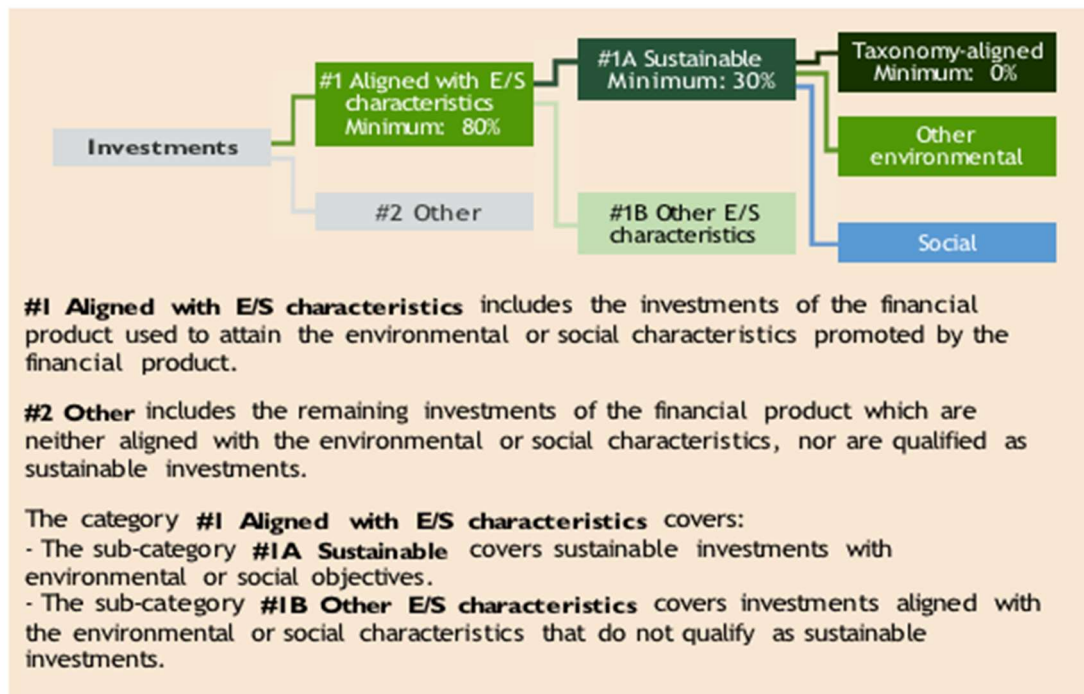 #1 Aligned with E/S
characteristics
Minimum: 80%
#1A Sustainable
Minimum: 30%
Taxonomy-aligned
Minimum: 0%
Investments
Other
environmental
#2 Other
#1B Other E/S
characteristics
Social
#1 Aligned with E/S characteristics includes the investments of the financial
product used to attain the environmental or social characteristics promoted by the
financial product.
#2 Other includes the remaining investments of the financial product which are
neither aligned with the environmental or social characteristics, nor are qualified as
sustainable investments.
The category #1 Aligned with E/S characteristics covers:
- The sub-category #1A Sustainable covers sustainable investments with
environmental or social objectives.
- The sub-category #1B Other E/S characteristics covers investments aligned with
the environmental or social characteristics that do not qualify as sustainable
investments.